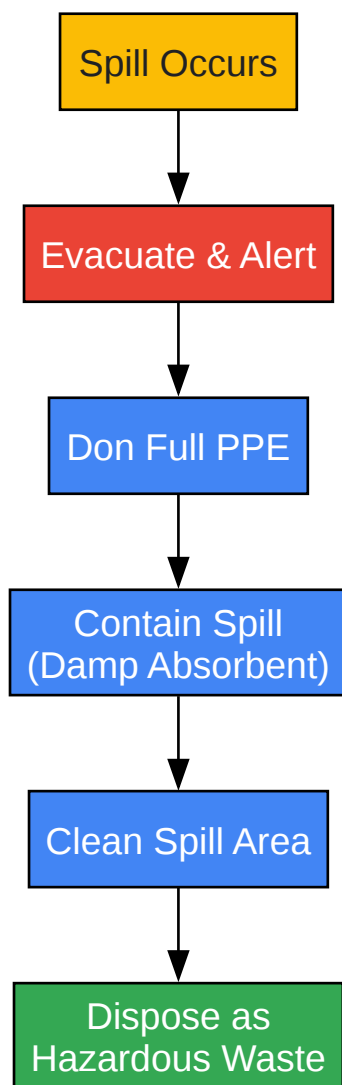 Spill Occurs
Evacuate & Alert
Don Full PPE
Contain Spill
(Damp Absorbent)
Clean Spill Area
Dispose as
Hazardous Waste